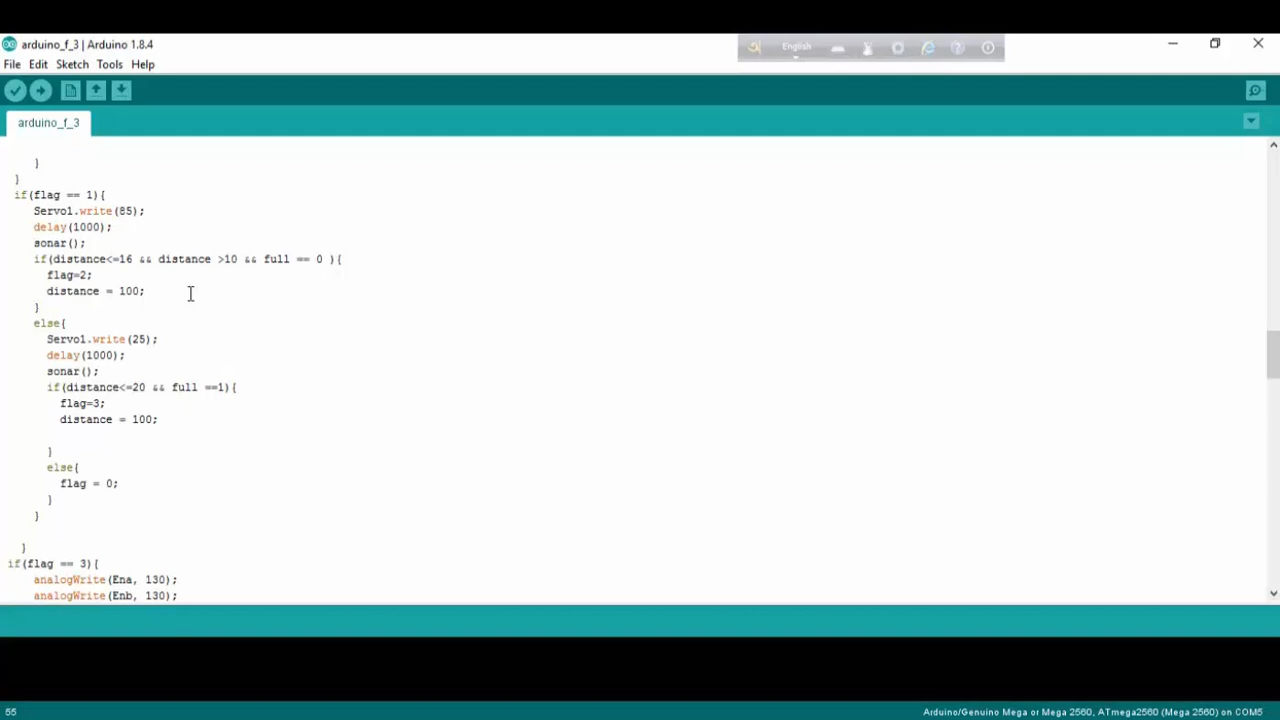 arduino_f_3 | Arduino 1.8.4
English
File Edit Sketch Tools Help
arduino_f_3
}
}
if(flag == 1){
Servo1.write(85);
delay(1000);
sonar();
if(distance<=16 && distance >10 && full == 0 ){
flag=2;
distance = 100;
}
else{
Servo1.write(25);
delay(1000);
sonar();
if(distance<=20 && full ==1){
flag=3;
distance = 100;
}
else{
flag = 0;
}
}
}
if(flag == 3){
analogWrite(Ena, 130);
analogWrite(Enb, 130);
55
Arduino/Genuino Mega or Mega 2560, ATmega2560 (Mega 2560) on COM5